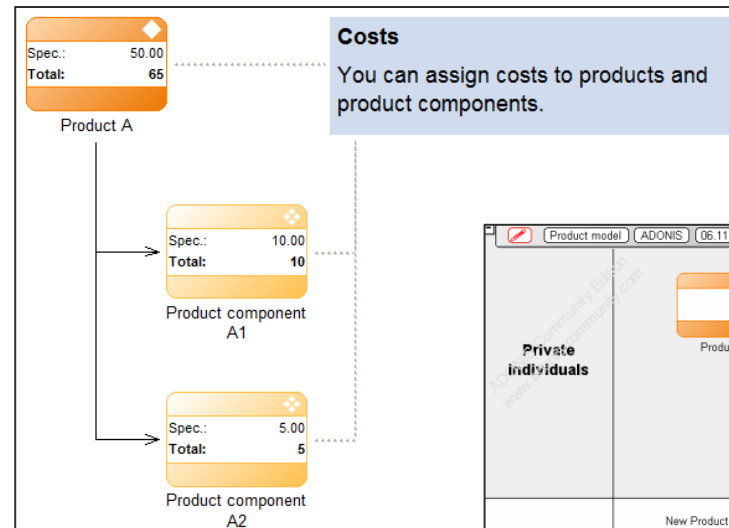 Spec.: 50.00
Total: 65
Product A
Costs
You can assign costs to products and
product components.
Spec.: 10.00
Total: 10
Product component
A1
Spec.: 5.00
Total: 5
Product component
A2
Product model ADONIS 06.11
Private
individuals
Produ
New Product